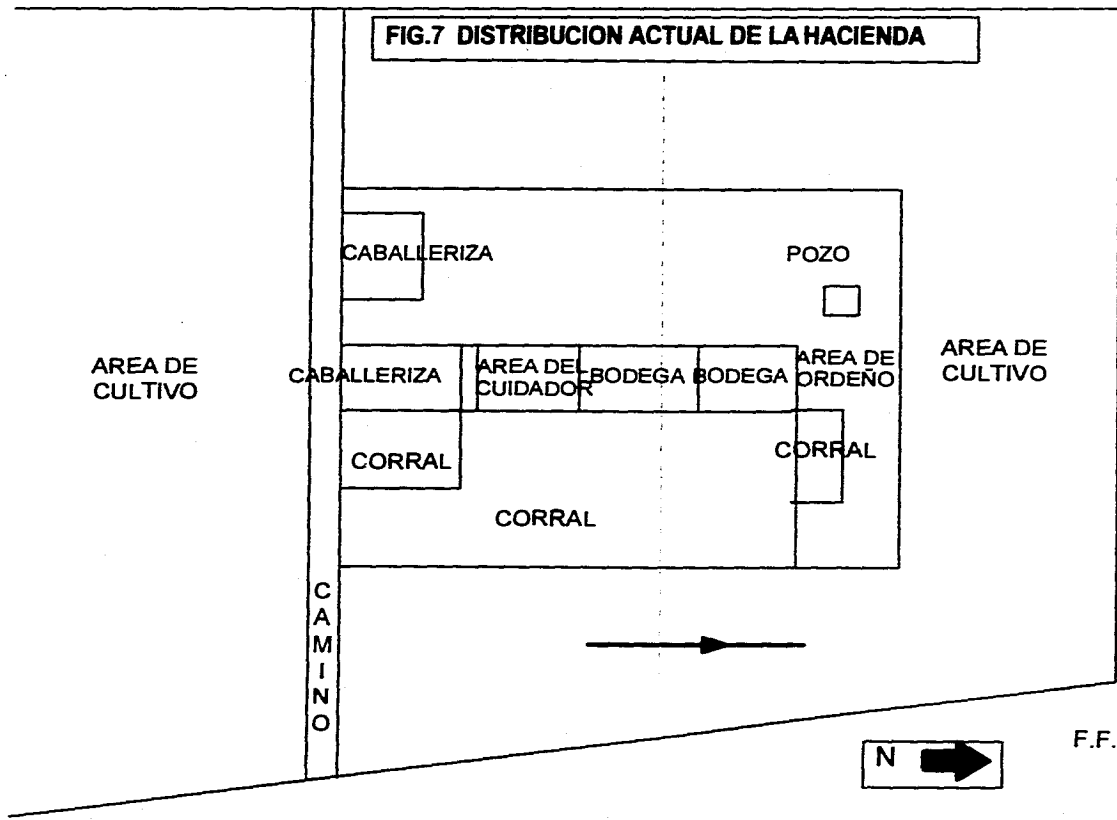 FIG.7 DISTRIBUCION ACTUAL DE LA HACIENDA
CABALLERIZA
POZO
AREA DE
CULTIVO
CABALLERIZA
AREA DEL
CUIDADOR
BODEGA
BODEGA
AREA DE
ORDEÑO
AREA DE
CULTIVO
CORRAL
CORRAL
CORRAL
CAMINO
N
F.F.